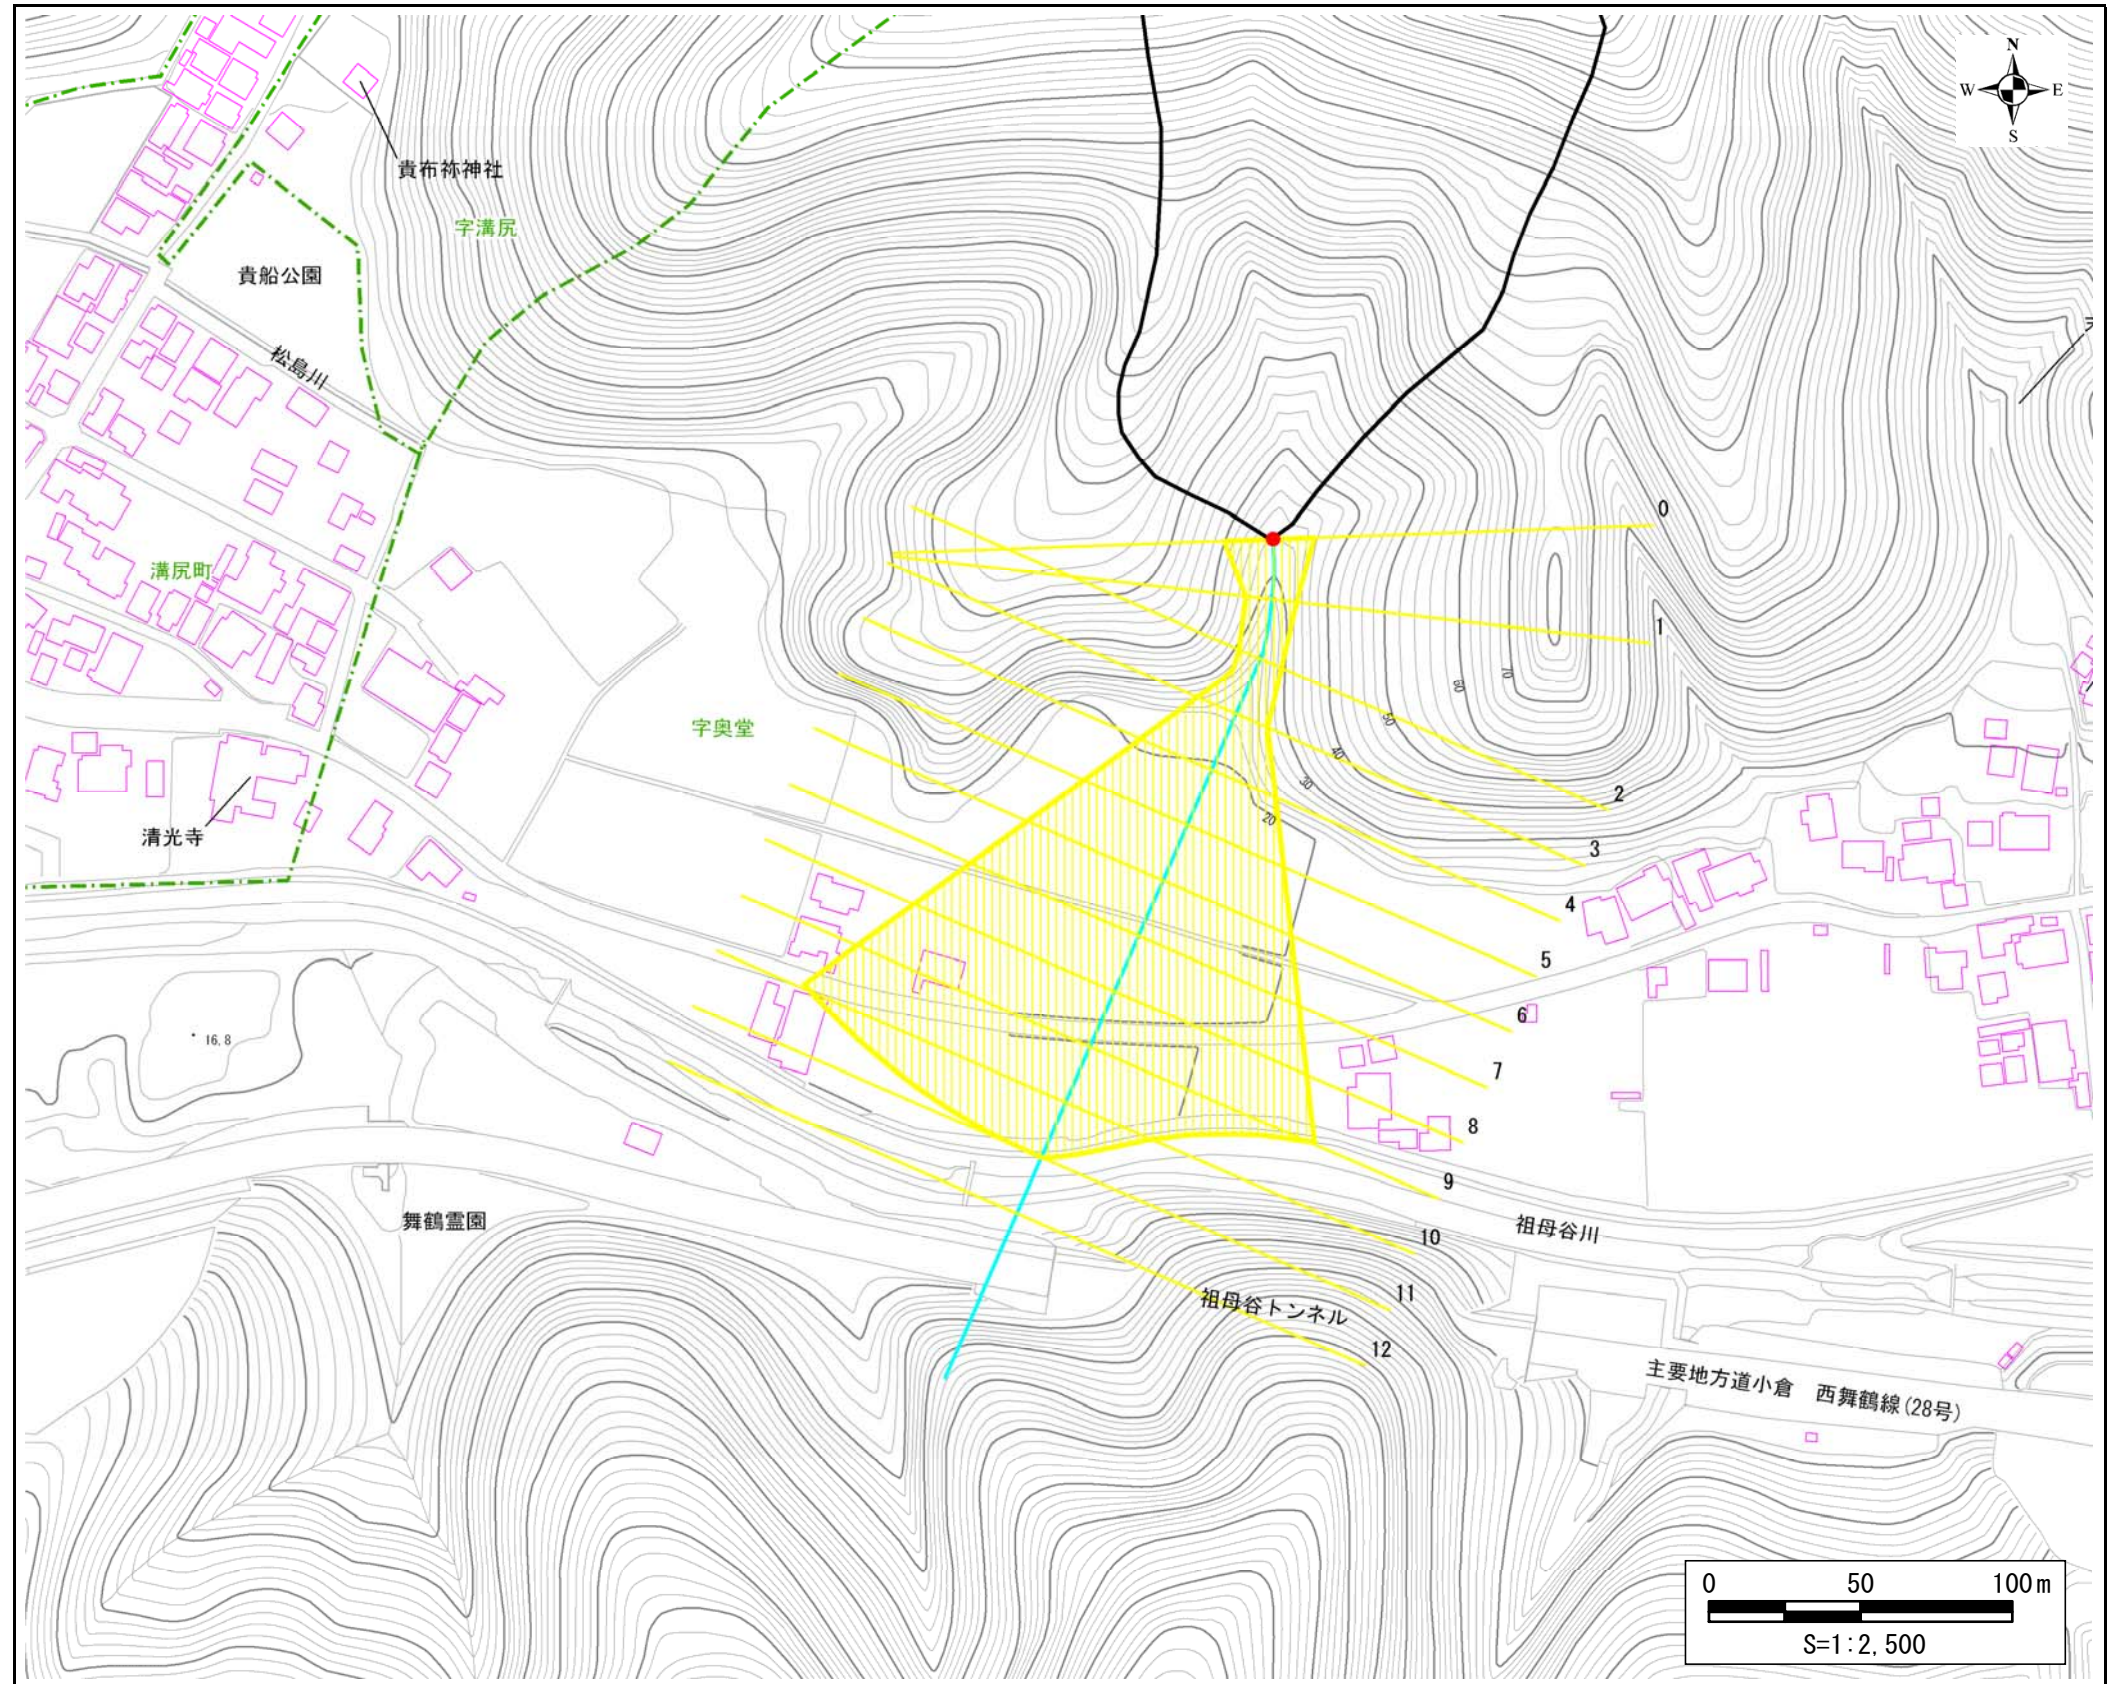 N
W E
S
貴布祢神社
字溝尻
貴船公園
松島川
溝尻町
字奥堂
清光寺
16.8
舞鶴霊園
0
1
2
3
4
5
6
7
8
9
10
11
12
70
60
50
40
30
20
祖母谷川
祖母谷トンネル
主要地方道小倉 西舞鶴線(28号)
0 50 100m
S=1:2,500